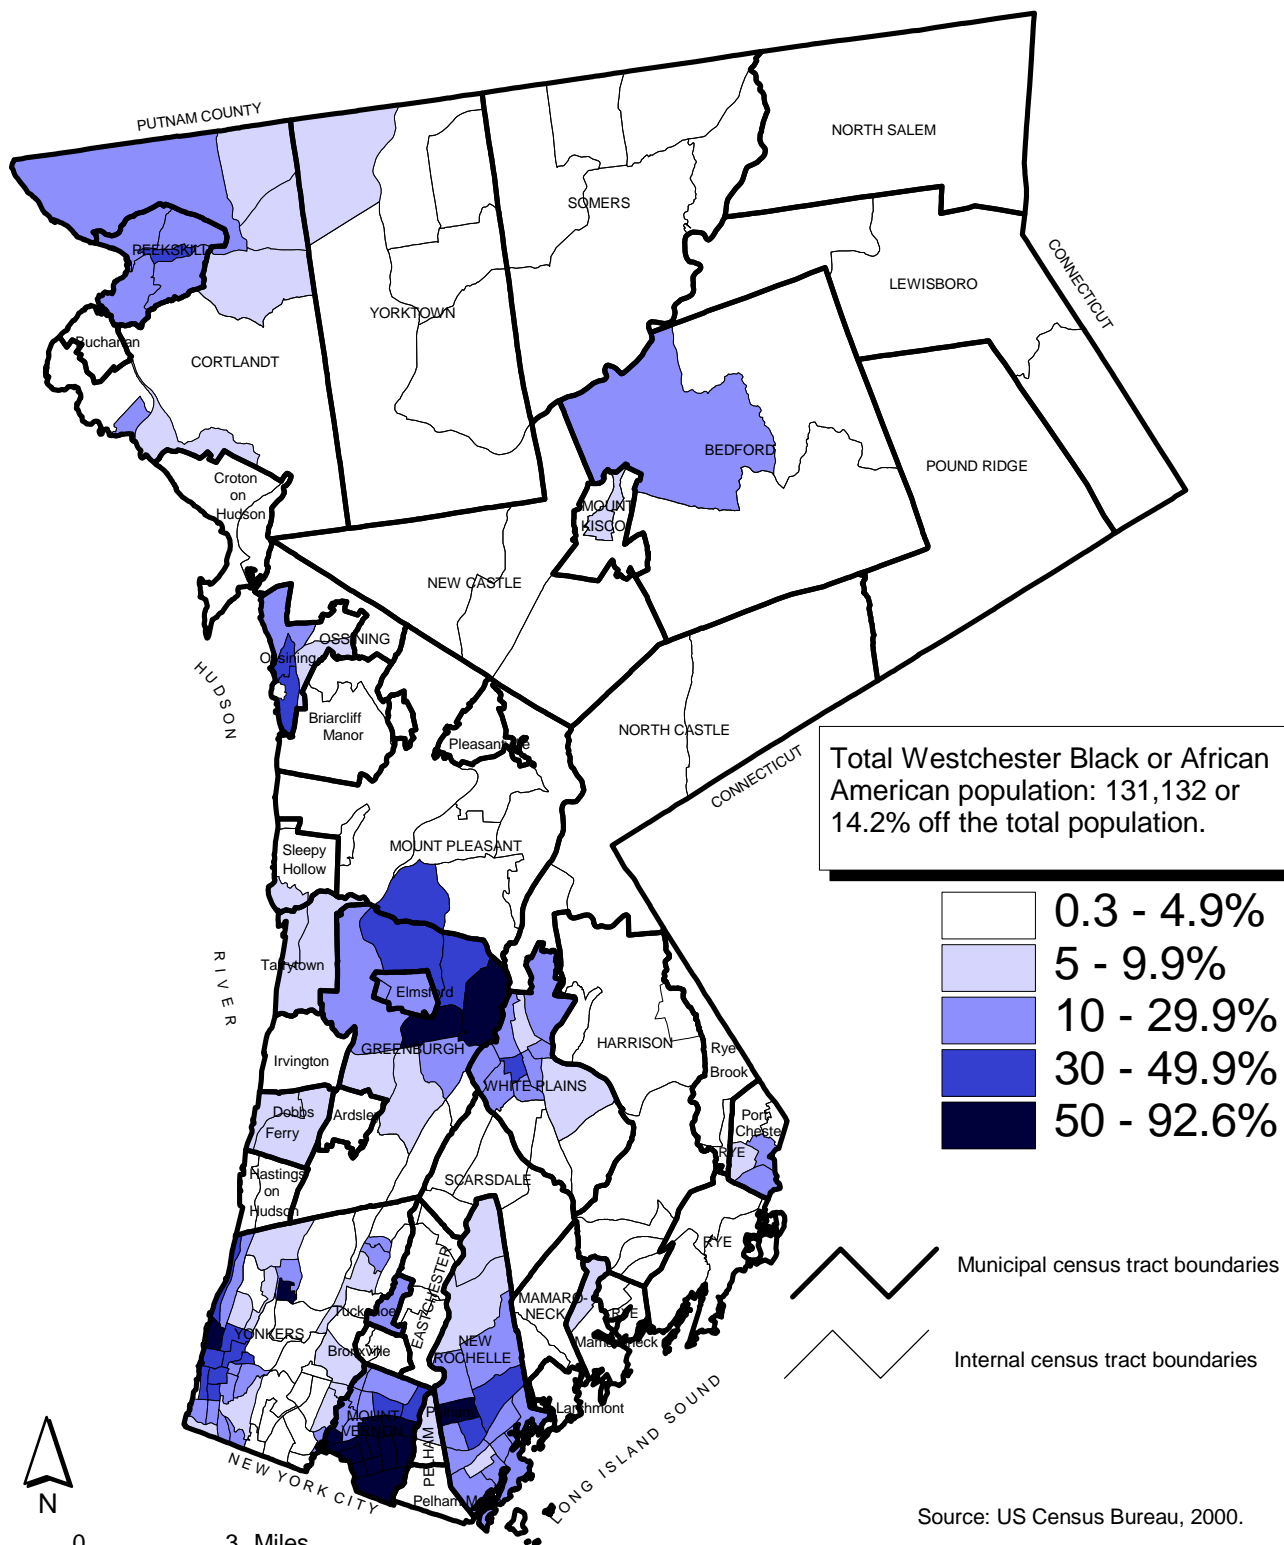 PUTNAM COUNTY
NORTH SALEM
SOMERS
PEEKSKILL
CONNECTICUT
LEWISBORO
YORKTOWN
Buchanan
CORTLANDT
BEDFORD
POUND RIDGE
Croton
on
Hudson
MOUNT
KISCO
NEW CASTLE
OSSINING
Ossining
HUDSON
Briarcliff
Manor
NORTH CASTLE
Pleasantville
CONNECTICUT
Total Westchester Black or African
American population: 131,132 or
14.2% off the total population.
MOUNT PLEASANT
Sleepy
Hollow
0.3 - 4.9%
5 - 9.9%
10 - 29.9%
30 - 49.9%
50 - 92.6%
RIVER
Tarrytown
Elmsford
GREENBURGH
HARRISON
Rye
Brook
Irvington
WHITE PLAINS
Dobbs
Ferry
Ardsley
Port
Cheste
RYE
SCARSDALE
Hastings
on
Hudson
RYE
EASTCHESTER
Municipal census tract boundaries
MAMARO-
NECK
RYE
Tuckahoe
YONKERS
Bronxville
NEW
ROCHELLE
Mamaroneck
Internal census tract boundaries
Larchmont
MOUNT
VERNON
Pelham
PELHAM
LONG ISLAND SOUND
NEW YORK CITY
Pelham M
N
Source: US Census Bureau, 2000.
0 3 Miles